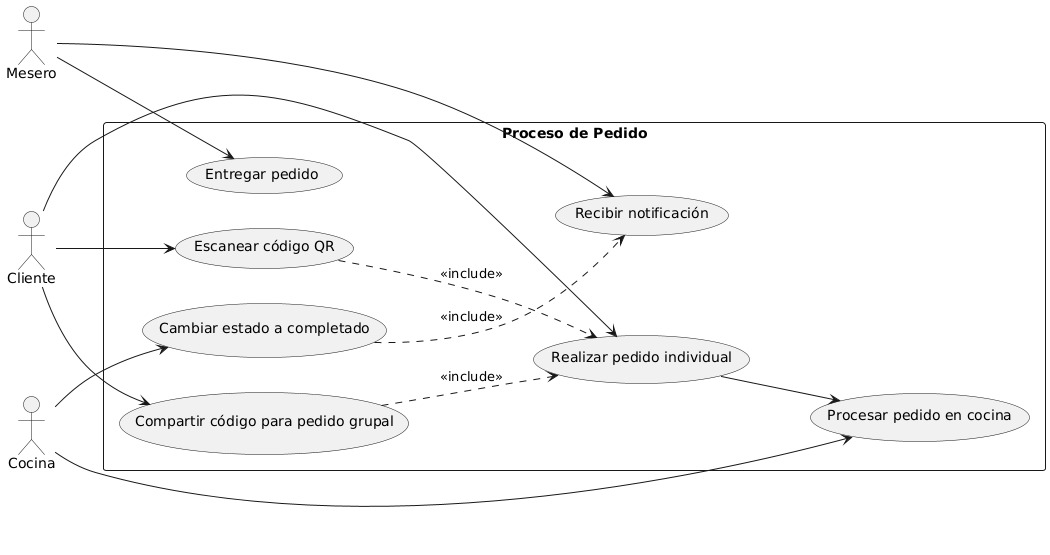 Mesero
Proceso de Pedido
Entregar pedido
Recibir notificación
Escanear código QR
Cliente
«include»
«include»
Cambiar estado a completado
Realizar pedido individual
«include»
Compartir código para pedido grupal
Procesar pedido en cocina
Cocina